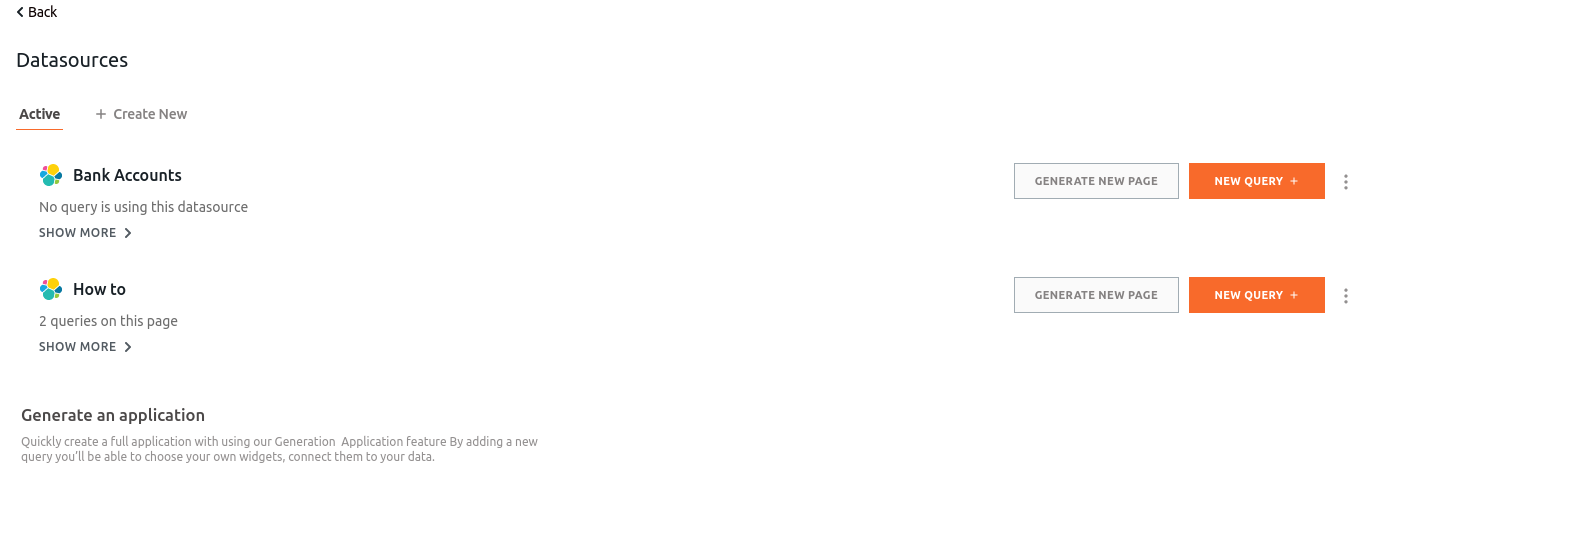 Back
Datasources
Active + Create New
Bank Accounts GENERATE NEW PAGE NEW QUERY +
No query is using this datasource
SHOW MORE
How to GENERATE NEW PAGE NEW QUERY +
2 queries on this page
SHOW MORE
Generate an application
Quickly create a full application with using our Generation  Application feature By adding a new
query you'll be able to choose your own widgets, connect them to your data.